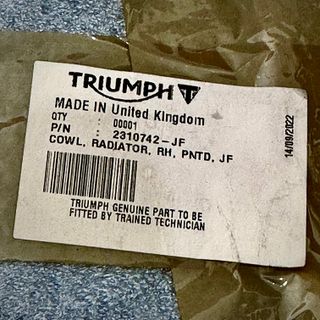 TRIUMPH
MADE IN United Kingdom
QTY : 00001
P/N : 2310742-JF
COWL, RADIATOR, RH, PNTD, JF
TRIUMPH GENUINE PART TO BE
FITTED BY TRAINED TECHNICIAN
14/09/2022